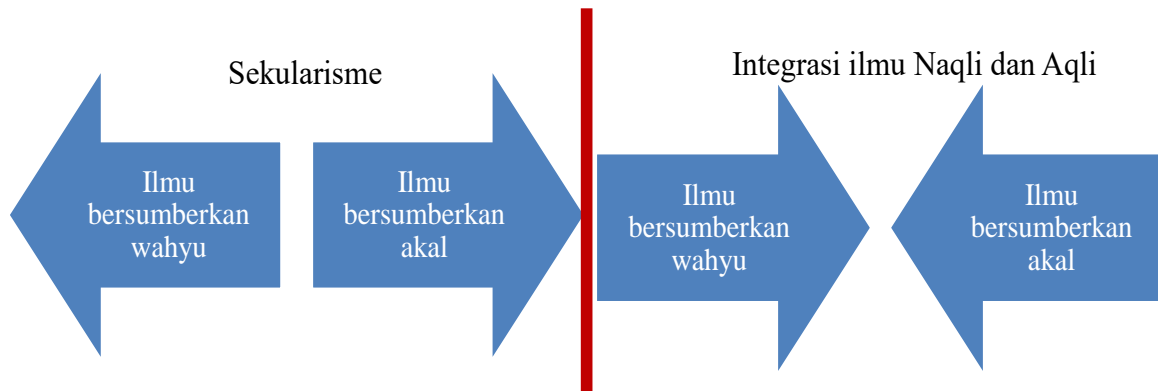 Sekularisme
Ilmu
bersumberkan
wahyu
Ilmu
bersumberkan
akal
Integrasi ilmu Naqli dan Aqli
Ilmu
bersumberkan
wahyu
Ilmu
bersumberkan
akal